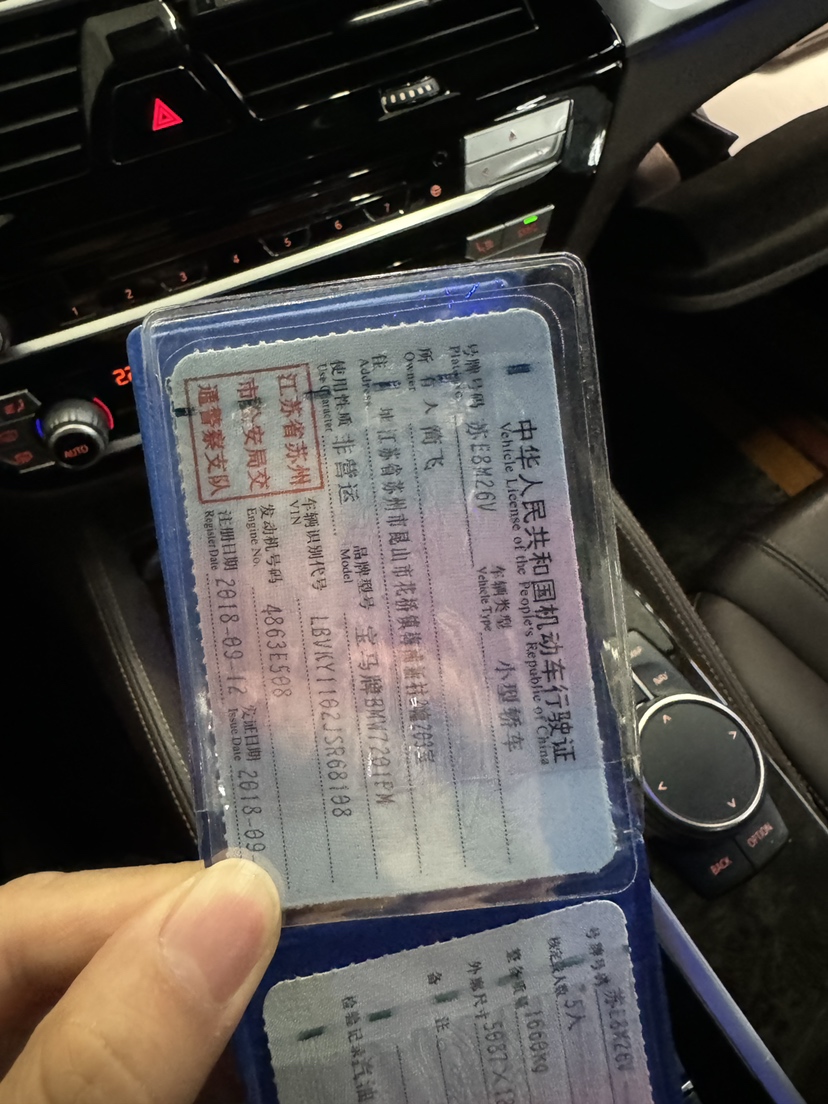 中华人民共和国机动车行驶证
Vehicle License of the People's Republic of China
号牌号码 苏E8M26V 车辆类型 小型轿车
Plate No. Vehicle Type
所有人 简飞
Owner
住址 江苏省苏州市昆山市花桥镇
Address
使用性质 非营运 品牌型号 宝马牌BMW7201PM
Use Character Model
江苏省苏州
市公安局交
通警察支队
车辆识别代号 LBVKY1102JSR68108
VIN
发动机号码 4863E508
Engine No.
注册日期 2018-09-12 发证日期 2018-09-
Register Date Issue Date
号牌号码 苏E8M26V
核定载人数 5人
整备质量 1660kg
外廓尺寸 5087×18
备注
检验记录 汽油
1 2 3 4 5 6 7
AUTO
NAV
BACK
OPTION